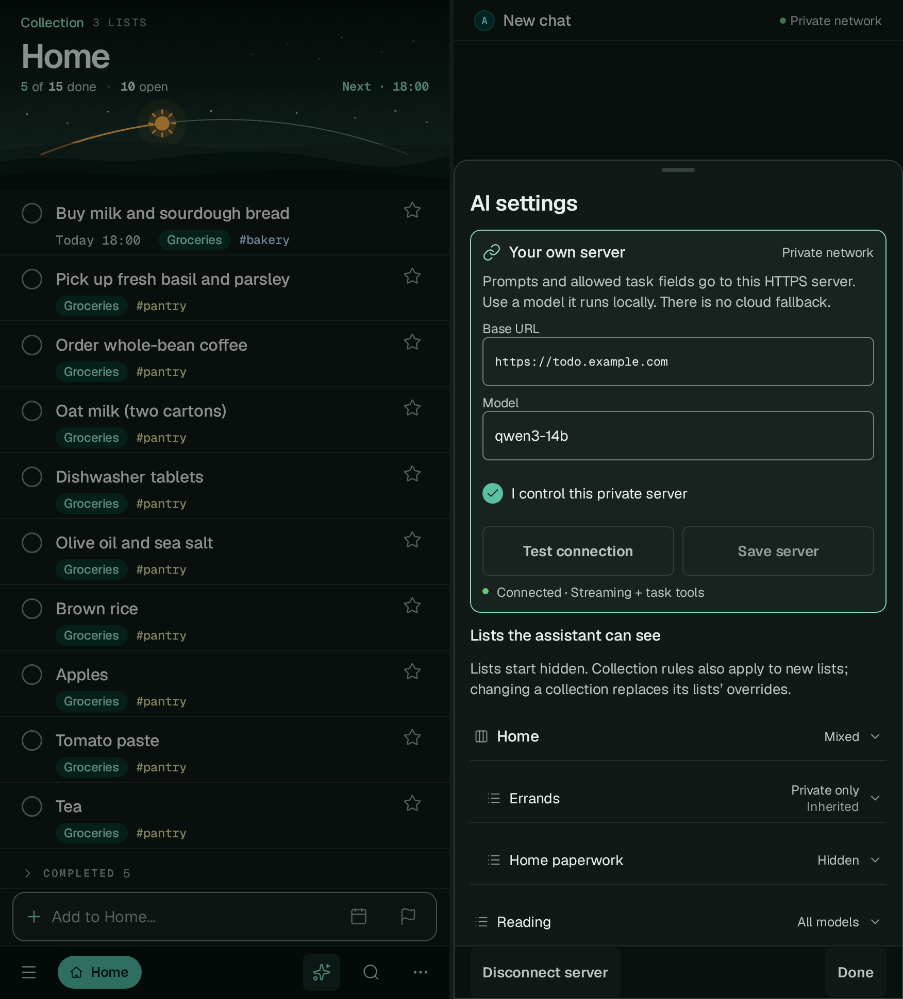 Collection 3 LISTS
Home
5 of 15 done · 10 open
Next · 18:00
Buy milk and sourdough bread
Today 18:00 Groceries #bakery
Pick up fresh basil and parsley
Groceries #pantry
Order whole-bean coffee
Groceries #pantry
Oat milk (two cartons)
Groceries #pantry
Dishwasher tablets
Groceries #pantry
Olive oil and sea salt
Groceries #pantry
Brown rice
Groceries #pantry
Apples
Groceries #pantry
Tomato paste
Groceries #pantry
Tea
Groceries #pantry
COMPLETED 5
Add to Home...
Home
A New chat
Private network
AI settings
Your own server
Private network
Prompts and allowed task fields go to this HTTPS server.
Use a model it runs locally. There is no cloud fallback.
Base URL
https://todo.example.com
Model
qwen3-14b
I control this private server
Test connection
Save server
Connected · Streaming + task tools
Lists the assistant can see
Lists start hidden. Collection rules also apply to new lists;
changing a collection replaces its lists’ overrides.
Home
Mixed
Errands
Private only
Inherited
Home paperwork
Hidden
Reading
All models
Disconnect server
Done